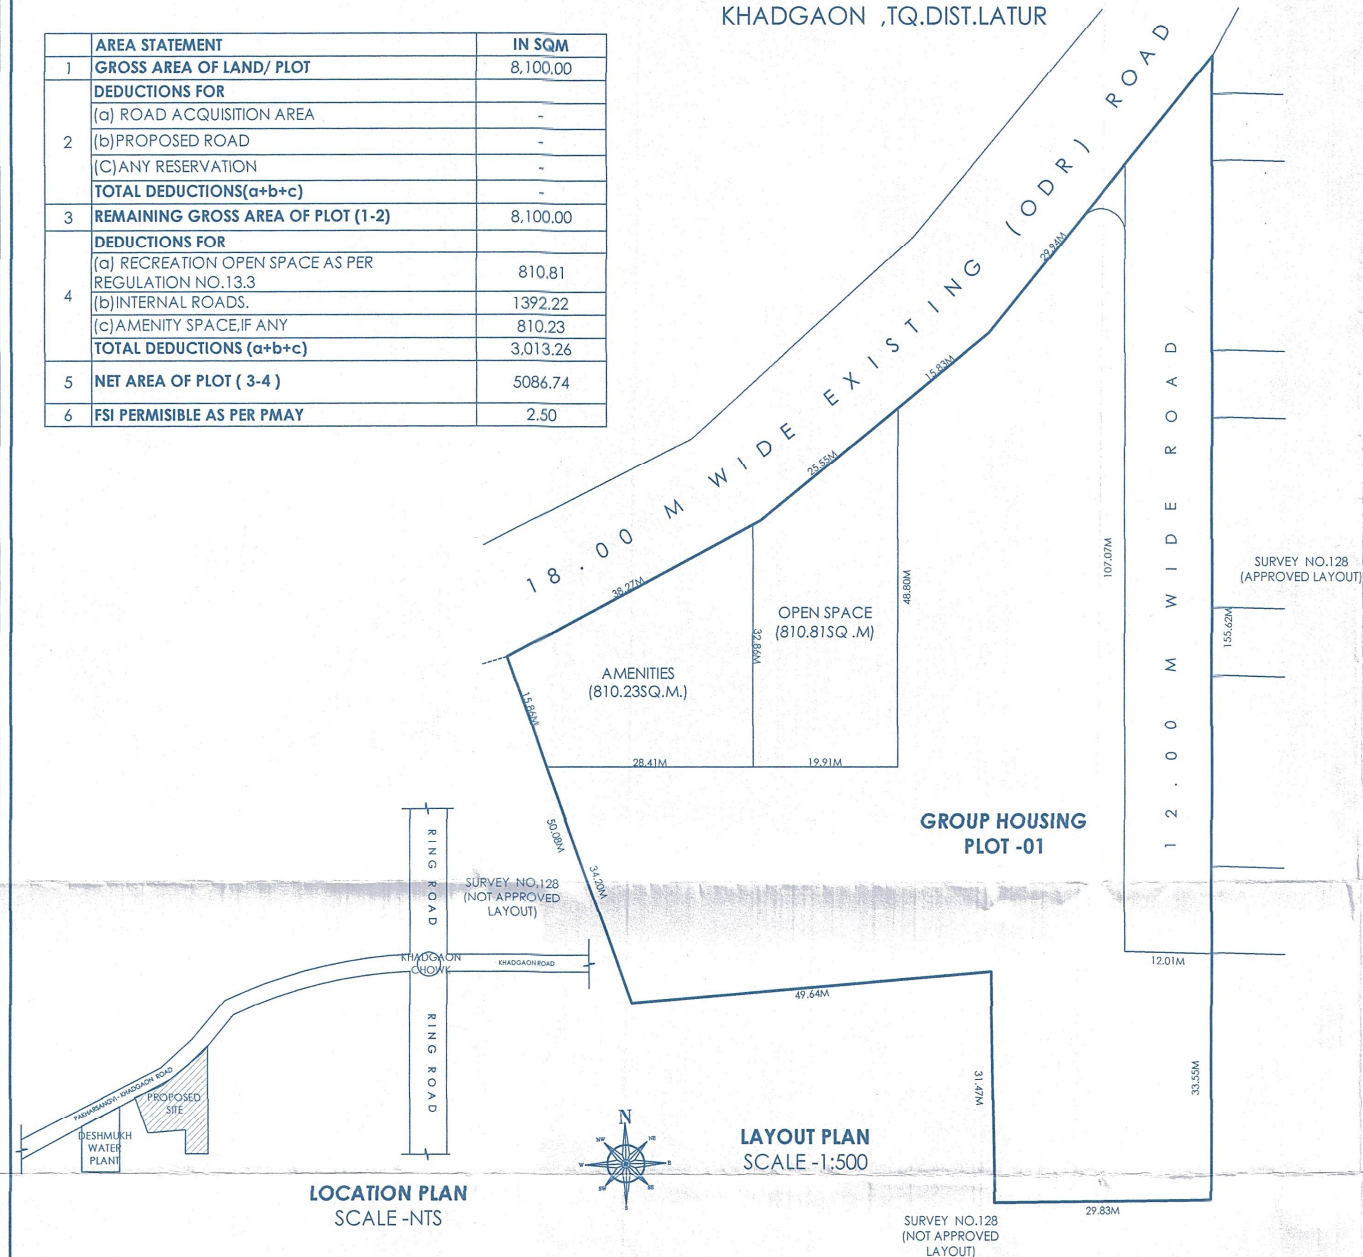 KHADGAON ,TQ.DIST.LATUR
AREA STATEMENT IN SQM
1 GROSS AREA OF LAND/ PLOT 8,100.00
2
DEDUCTIONS FOR
(a) ROAD ACQUISITION AREA -
(b)PROPOSED ROAD -
(C)ANY RESERVATION -
TOTAL DEDUCTIONS(a+b+c) -
3 REMAINING GROSS AREA OF PLOT (1-2) 8,100.00
4
DEDUCTIONS FOR
(a) RECREATION OPEN SPACE AS PER
REGULATION NO.13.3 810.81
(b)INTERNAL ROADS. 1392.22
(c)AMENITY SPACE,IF ANY 810.23
TOTAL DEDUCTIONS (a+b+c) 3,013.26
5 NET AREA OF PLOT ( 3-4 ) 5086.74
6 FSI PERMISIBLE AS PER PMAY 2.50
18.00 M WIDE EXISTING (ODR) ROAD
29.94M
15.83M
25.55M
38.27M
12.00 M WIDE ROAD
107.07M
155.62M
SURVEY NO.128
(APPROVED LAYOUT)
OPEN SPACE
(810.81SQ .M)
48.80M
32.86M
AMENITIES
(810.23SQ.M.)
15.86M
28.41M
19.91M
GROUP HOUSING
PLOT -01
50.08M
34.20M
RING ROAD
SURVEY NO.128
(NOT APPROVED
LAYOUT)
KHADGAON
CHOWK
KHADGAON ROAD
12.01M
49.64M
RING ROAD
31.47M
33.55M
PAKHARSANGVI - KHADGAON ROAD
PROPOSED
SITE
DESHMUKH
WATER
PLANT
N
NW
NE
W
E
SW
SE
S
LAYOUT PLAN
SCALE -1:500
LOCATION PLAN
SCALE -NTS
29.83M
SURVEY NO.128
(NOT APPROVED
LAYOUT)